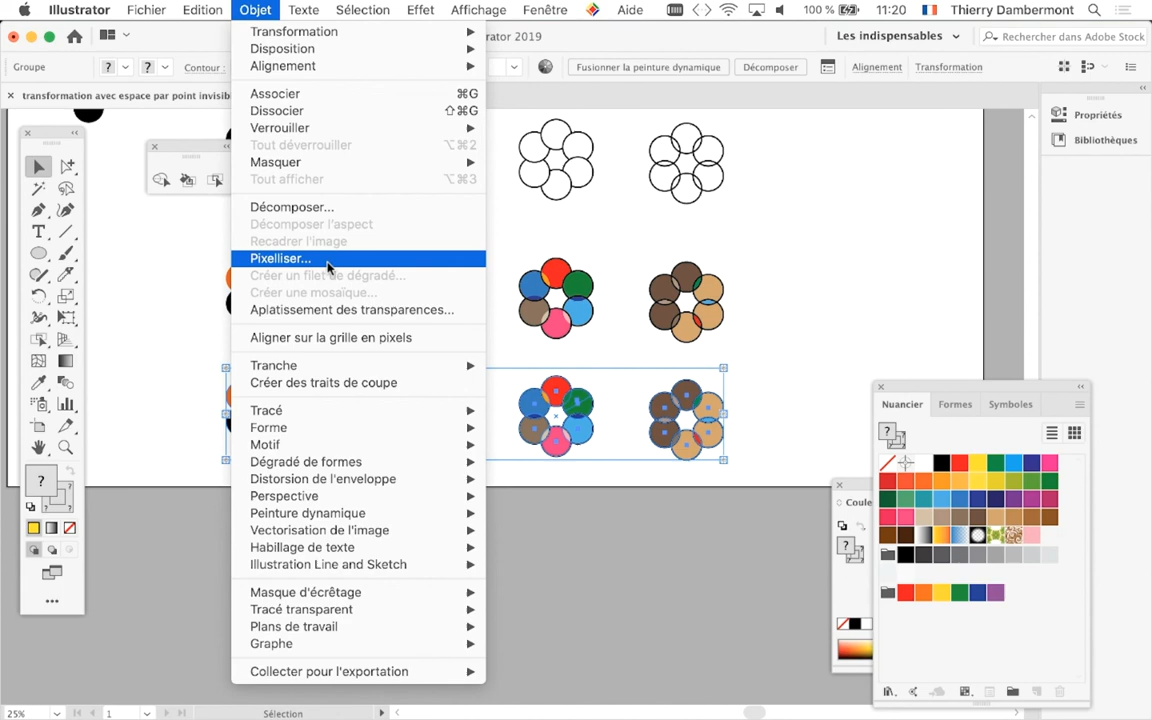 Illustrator Fichier Edition Objet Texte Sélection Effet Affichage Fenêtre Aide 100 % 11:20 Thierry Dambermont
rator 2019 Les indispensables Rechercher dans Adobe Stock
Groupe ? ? Contour : Fusionner la peinture dynamique Décomposer Alignement Transformation
× transformation avec espace par point invisib
Transformation
Disposition
Alignement
Associer ⌘G
Dissocier ⇧⌘G
Verrouiller
Tout déverrouiller ⌥⌘2
Masquer
Tout afficher ⌥⌘3
Décomposer...
Décomposer l'aspect
Recadrer l'image
Pixelliser...
Créer un filet de dégradé...
Créer une mosaïque...
Aplatissement des transparences...
Aligner sur la grille en pixels
Tranche
Créer des traits de coupe
Tracé
Forme
Motif
Dégradé de formes
Distorsion de l'enveloppe
Perspective
Peinture dynamique
Vectorisation de l'image
Habillage de texte
Illustration Line and Sketch
Masque d'écrêtage
Tracé transparent
Plans de travail
Graphe
Collecter pour l'exportation
Propriétés
Bibliothèques
Nuancier Formes Symboles
?
Coule
?
?
?
25% 1 Sélection